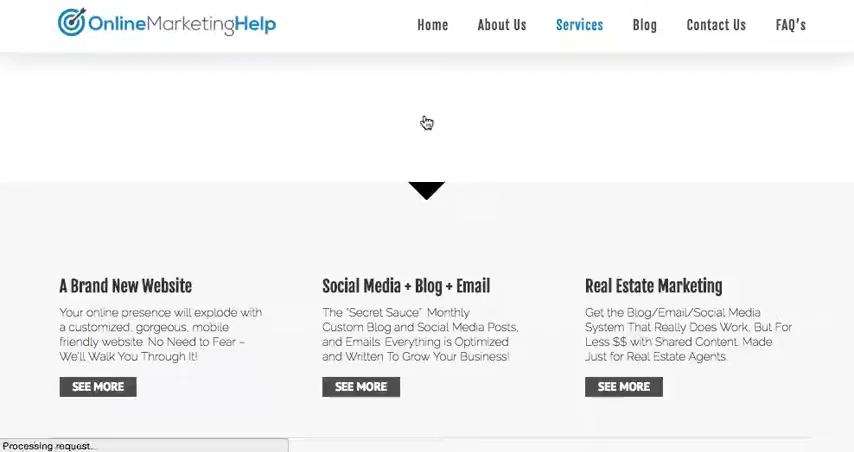 OnlineMarketingHelp
Home About Us Services Blog Contact Us FAQ's
A Brand New Website
Your online presence will explode with
a customized, gorgeous, mobile
friendly website. No Need to Fear –
We'll Walk You Through It!
SEE MORE
Social Media + Blog + Email
The "Secret Sauce". Monthly
Custom Blog and Social Media Posts,
and Emails. Everything is Optimized
and Written To Grow Your Business!
SEE MORE
Real Estate Marketing
Get the Blog/Email/Social Media
System That Really Does Work, But For
Less $$ with Shared Content. Made
Just for Real Estate Agents.
SEE MORE
Processing request...